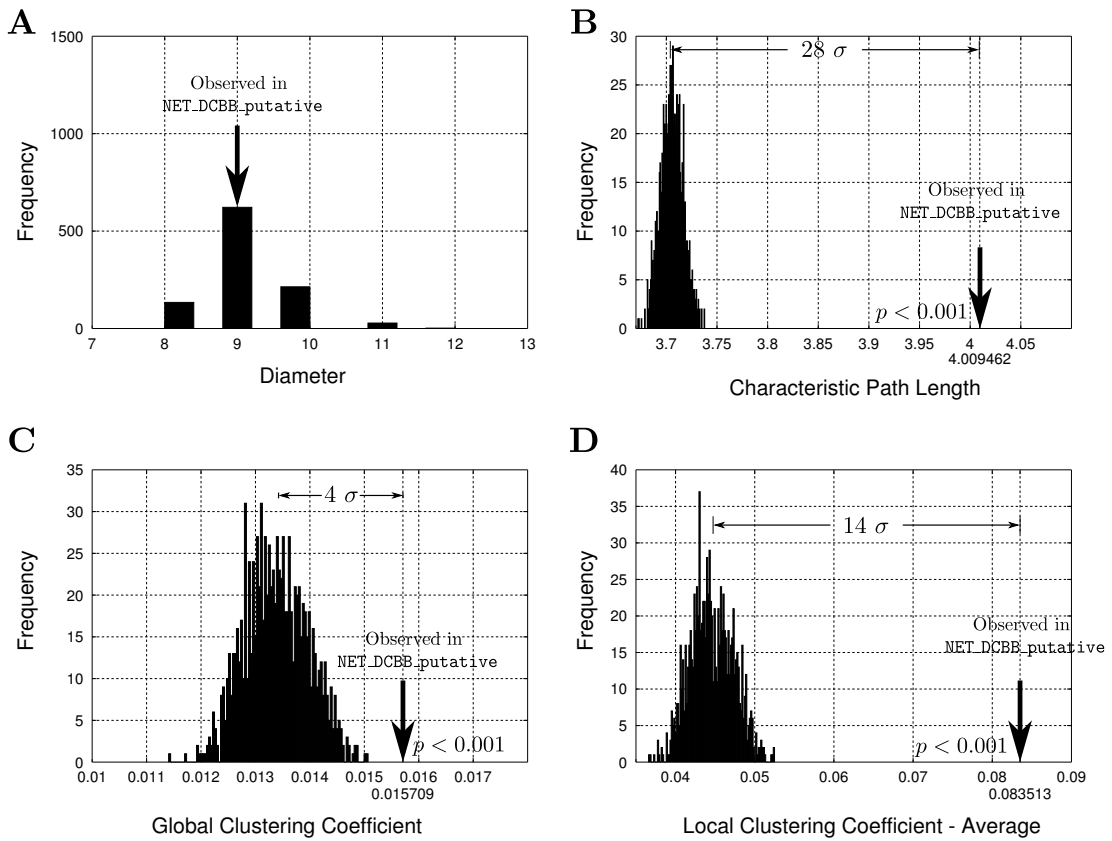 A
1500
1000
500
0
Frequency
Observed in
NET_DCBB_putative
7 8 9 10 11 12 13
Diameter
B
30
25
20
15
10
5
0
Frequency
28 σ
Observed in
NET_DCBB_putative
p < 0.001
3.7 3.75 3.8 3.85 3.9 3.95 4 4.05
4.009462
Characteristic Path Length
C
35
30
25
20
15
10
5
0
Frequency
4 σ
Observed in
NET_DCBB_putative
p < 0.001
0.01 0.011 0.012 0.013 0.014 0.015 0.016 0.017
0.015709
Global Clustering Coefficient
D
40
35
30
25
20
15
10
5
0
Frequency
14 σ
Observed in
NET_DCBB_putative
p < 0.001
0.04 0.05 0.06 0.07 0.08 0.09
0.083513
Local Clustering Coefficient - Average